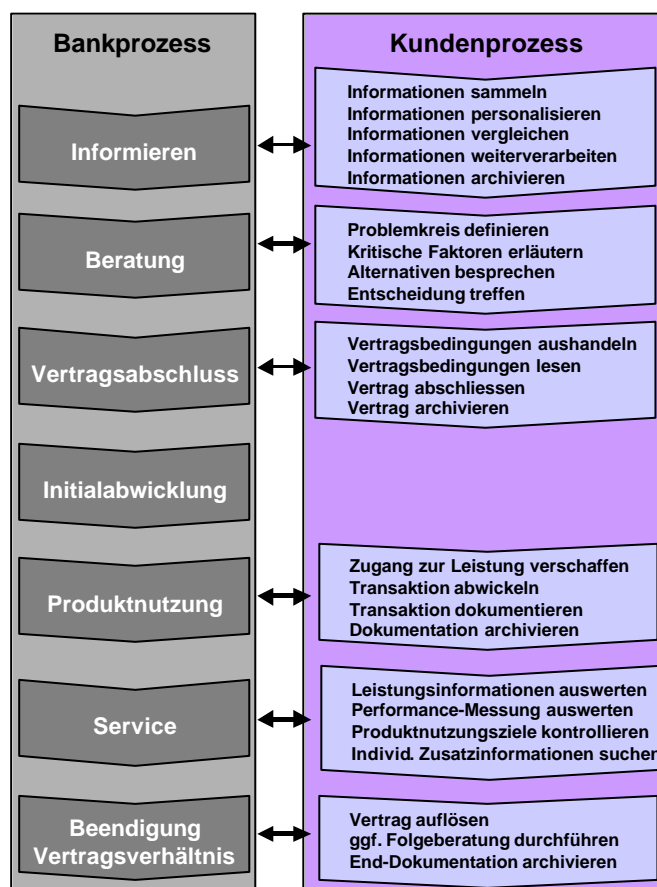 Bankprozess
Kundenprozess
Informieren
Informationen sammeln
Informationen personalisieren
Informationen vergleichen
Informationen weiterverarbeiten
Informationen archivieren
Beratung
Problemkreis definieren
Kritische Faktoren erläutern
Alternativen besprechen
Entscheidung treffen
Vertragsabschluss
Vertragsbedingungen aushandeln
Vertragsbedingungen lesen
Vertrag abschliessen
Vertrag archivieren
Initialabwicklung
Produktnutzung
Zugang zur Leistung verschaffen
Transaktion abwickeln
Transaktion dokumentieren
Dokumentation archivieren
Service
Leistungsinformationen auswerten
Performance-Messung auswerten
Produktnutzungsziele kontrollieren
Individ. Zusatzinformationen suchen
Beendigung
Vertragsverhältnis
Vertrag auflösen
ggf. Folgeberatung durchführen
End-Dokumentation archivieren